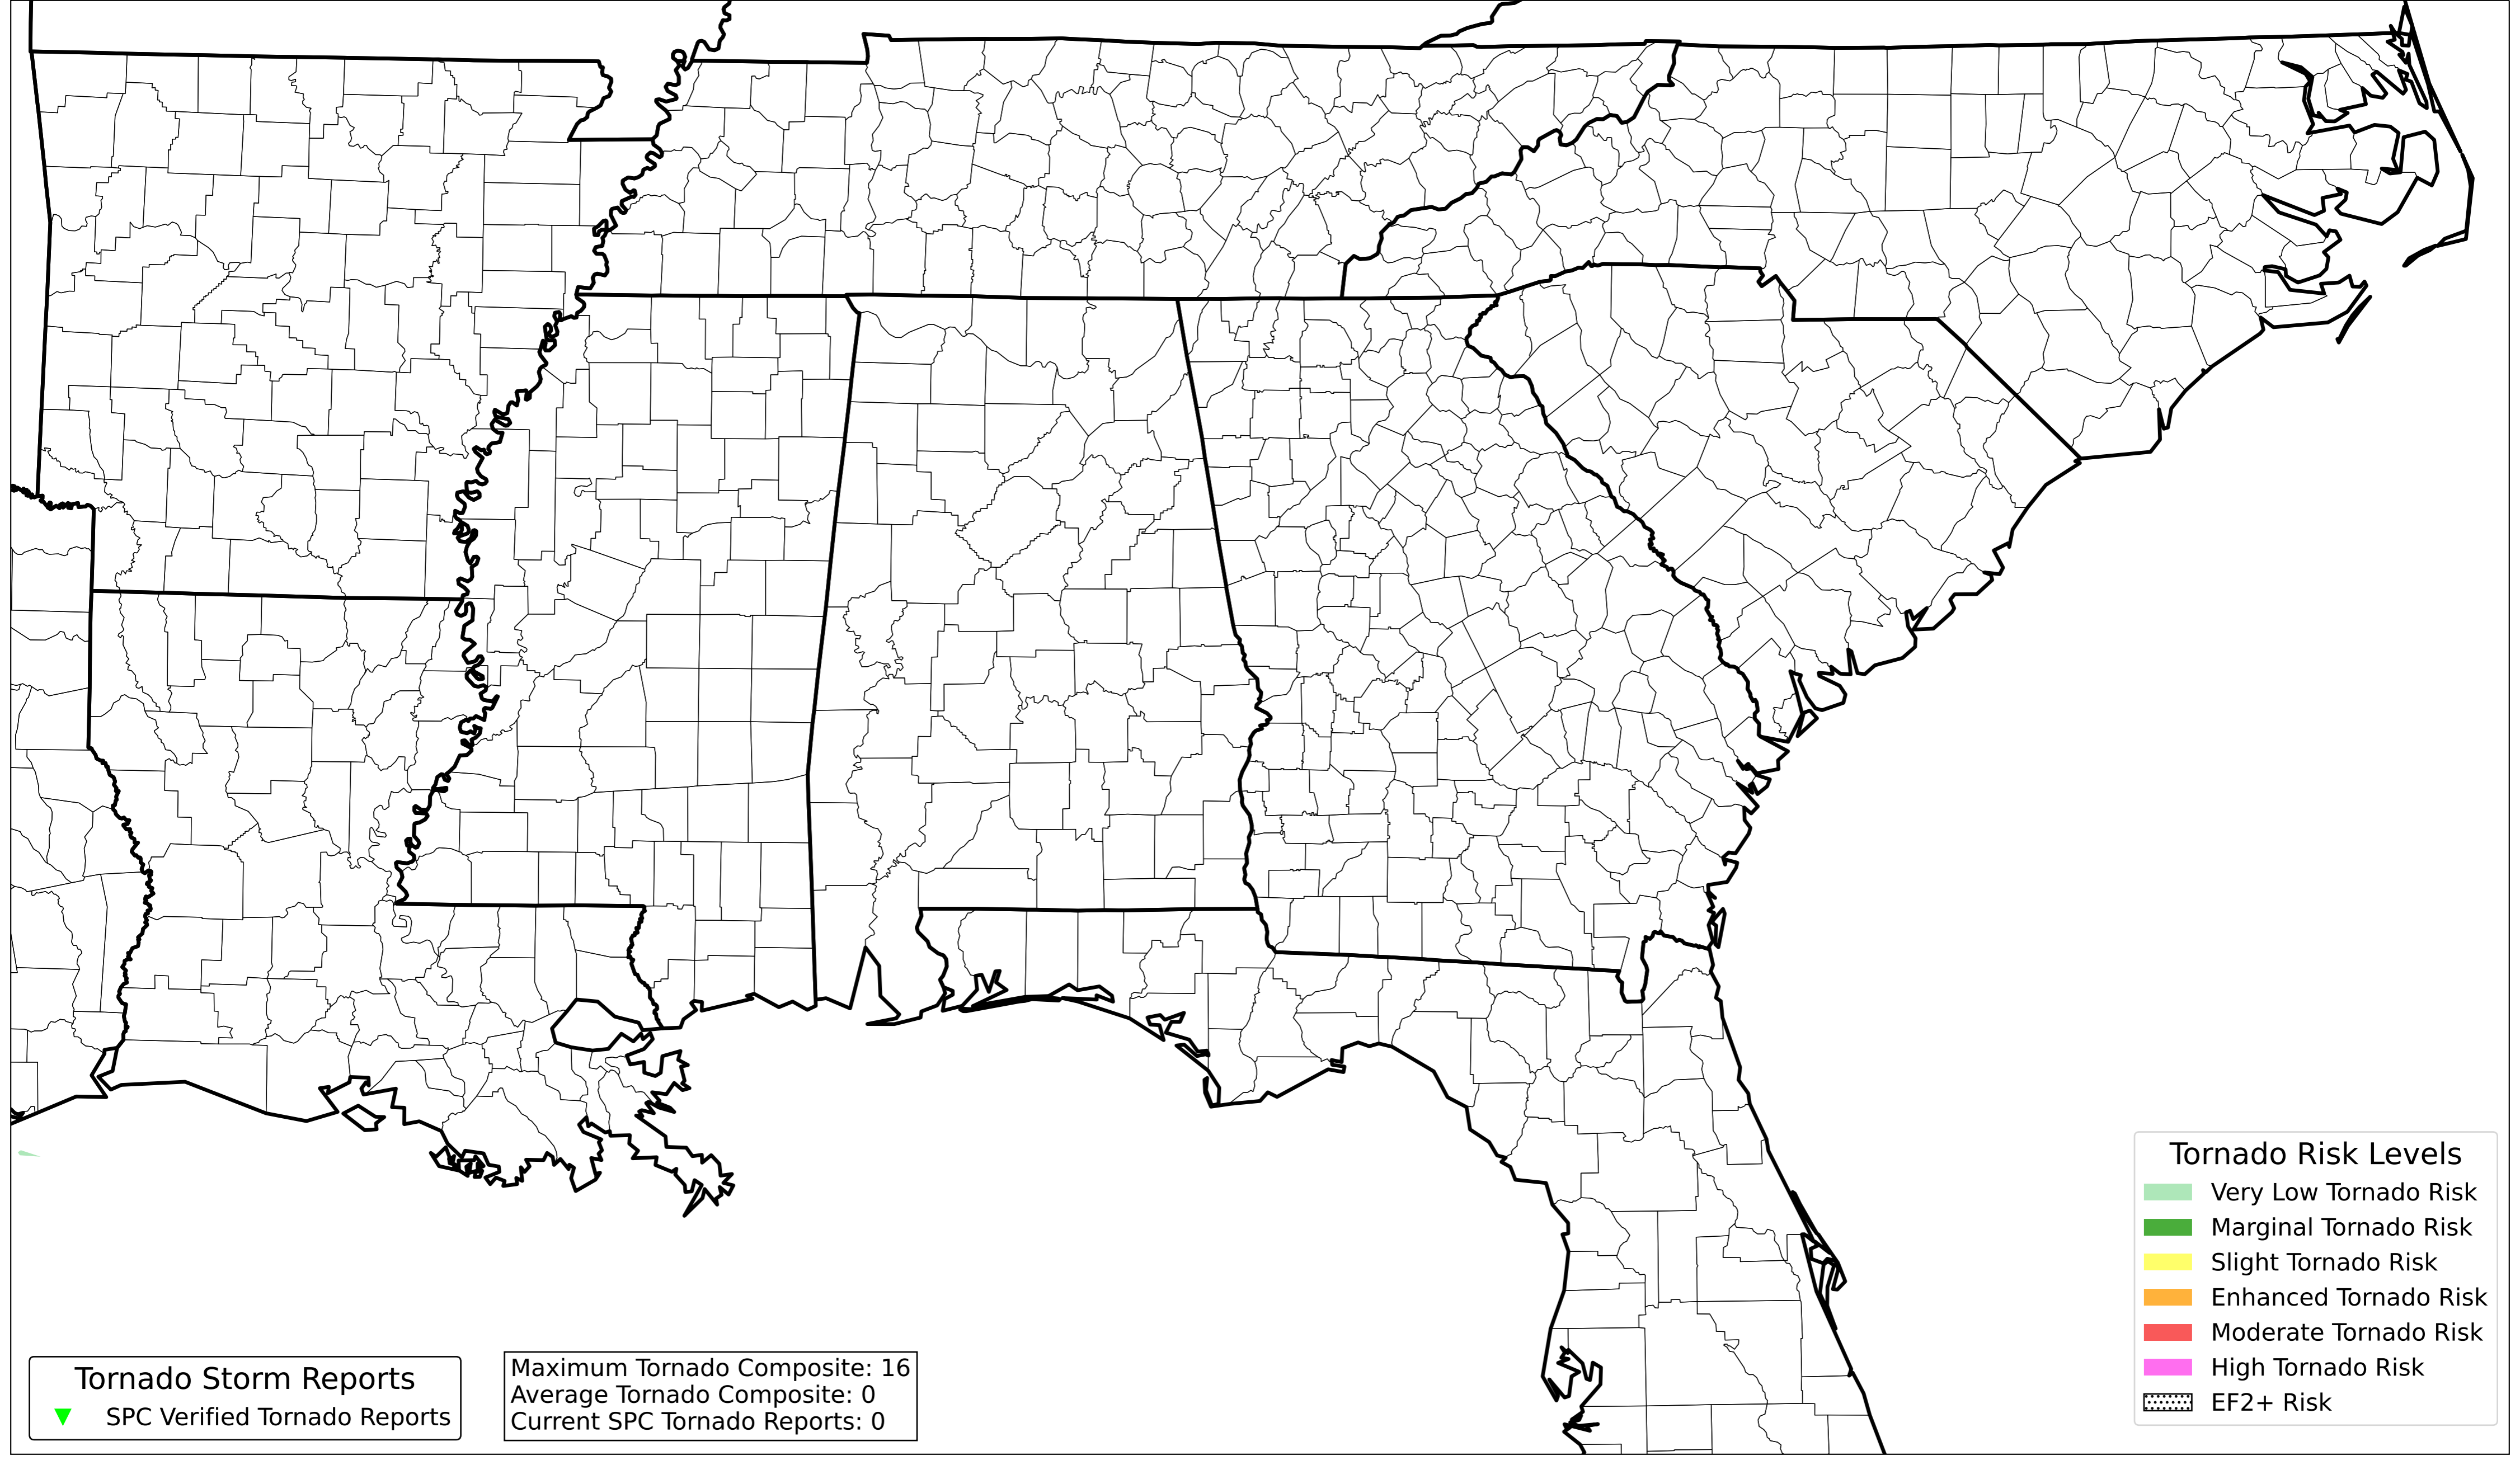 Tornado Risk Levels
Very Low Tornado Risk
Marginal Tornado Risk
Slight Tornado Risk
Enhanced Tornado Risk
Moderate Tornado Risk
High Tornado Risk
EF2+ Risk
Tornado Storm Reports
SPC Verified Tornado Reports
Maximum Tornado Composite: 16
Average Tornado Composite: 0
Current SPC Tornado Reports: 0